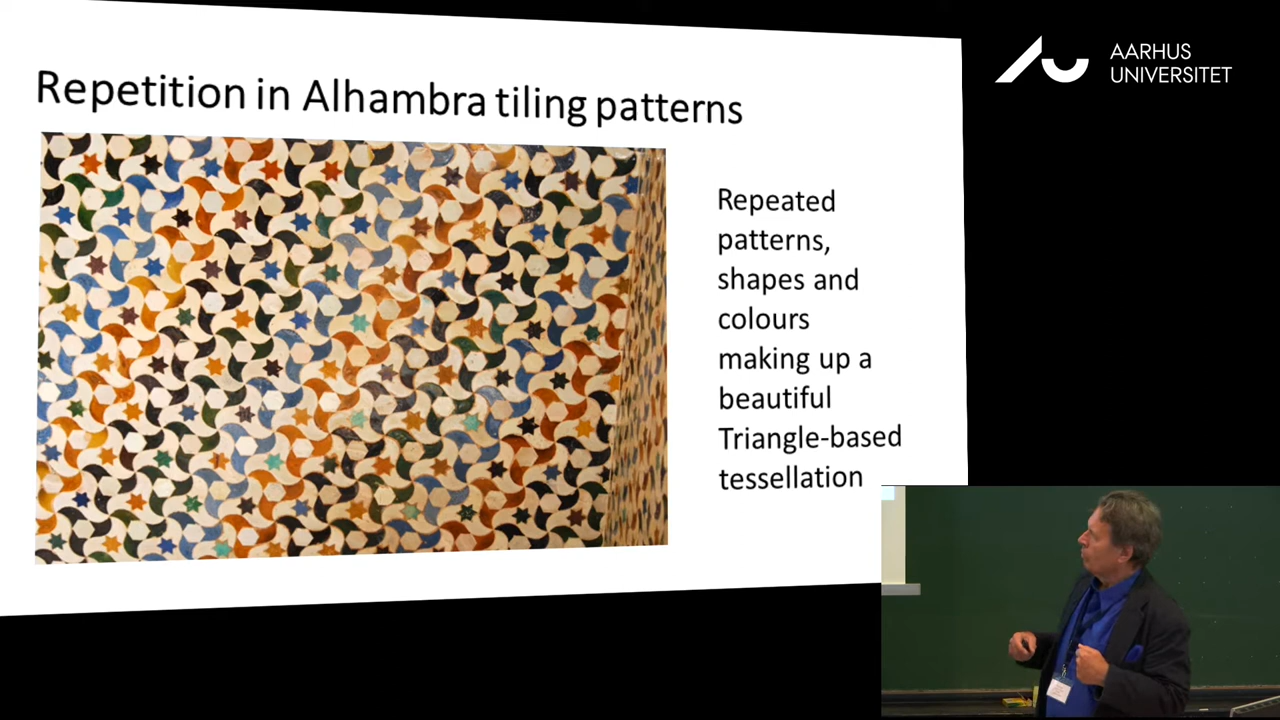 Repetition in Alhambra tiling patterns
AARHUS
UNIVERSITET
Repeated
patterns,
shapes and
colours
making up a
beautiful
Triangle-based
tessellation